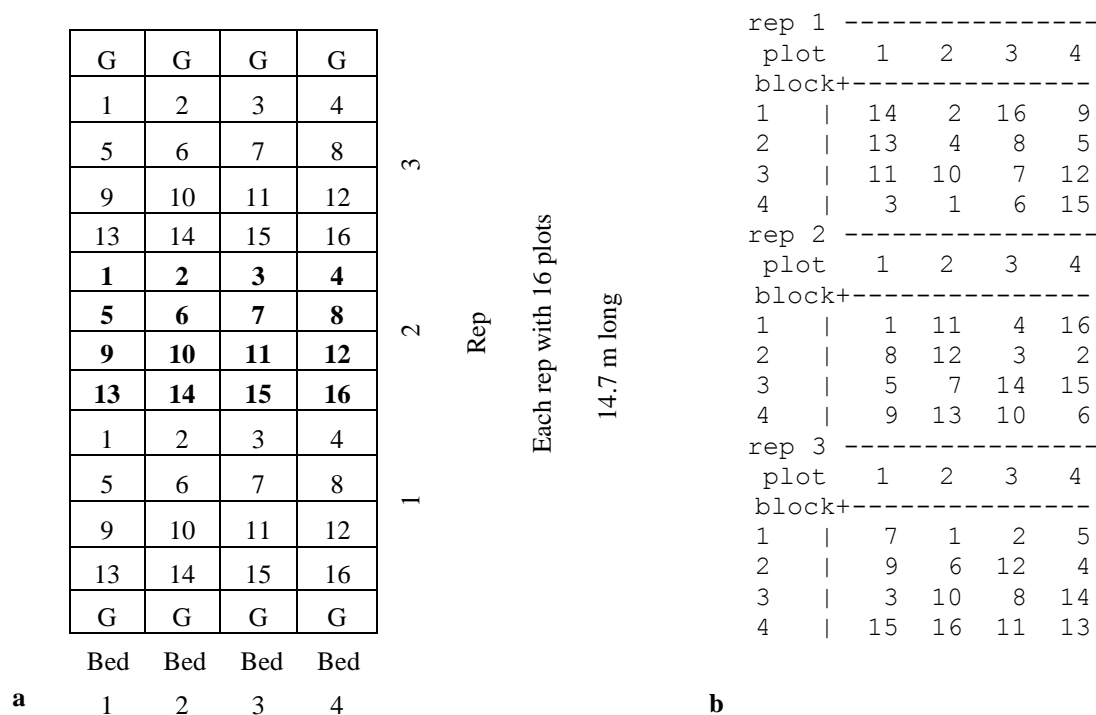 G G G G
1 2 3 4
5 6 7 8
9 10 11 12
13 14 15 16
1 2 3 4
5 6 7 8
9 10 11 12
13 14 15 16
1 2 3 4
5 6 7 8
9 10 11 12
13 14 15 16
G G G G
Bed Bed Bed Bed
1 2 3 4
a
3
2
1
Rep
Each rep with 16 plots
14.7 m long
rep 1 ----------------
plot 1 2 3 4
block+---------------
1 | 14 2 16 9
2 | 13 4 8 5
3 | 11 10 7 12
4 | 3 1 6 15
rep 2 ----------------
plot 1 2 3 4
block+---------------
1 | 1 11 4 16
2 | 8 12 3 2
3 | 5 7 14 15
4 | 9 13 10 6
rep 3 ----------------
plot 1 2 3 4
block+---------------
1 | 7 1 2 5
2 | 9 6 12 4
3 | 3 10 8 14
4 | 15 16 11 13
b